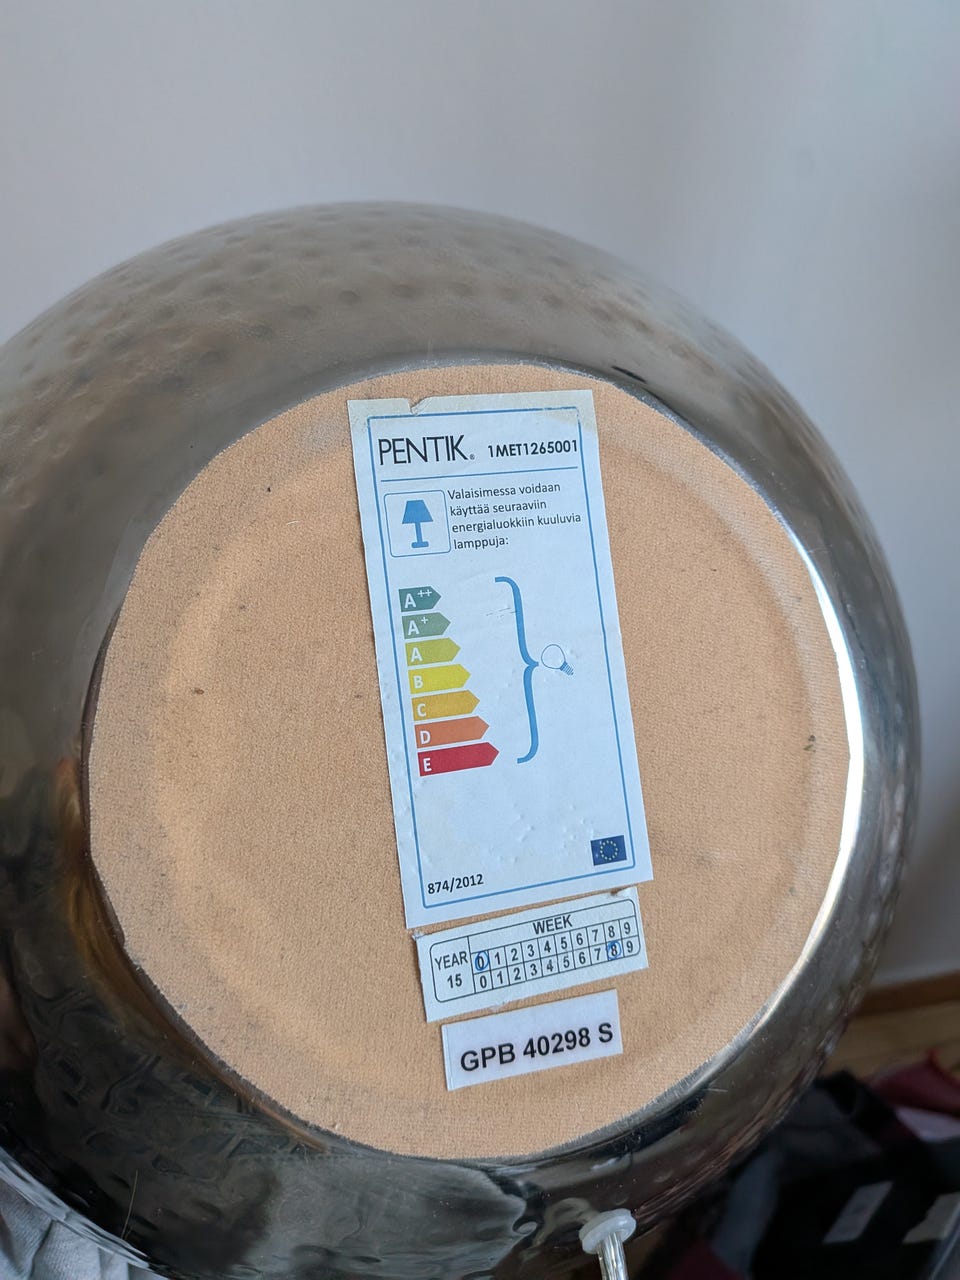 PENTIK® 1MET1265001
Valaisimessa voidaan
käyttää seuraaviin
energialuokkiin kuuluvia
lamppuja:
A++
A+
A
B
C
D
E
874/2012
WEEK
YEAR 0 1 2 3 4 5 6 7 8 9
15 0 1 2 3 4 5 6 7 8 9
GPB 40298 S